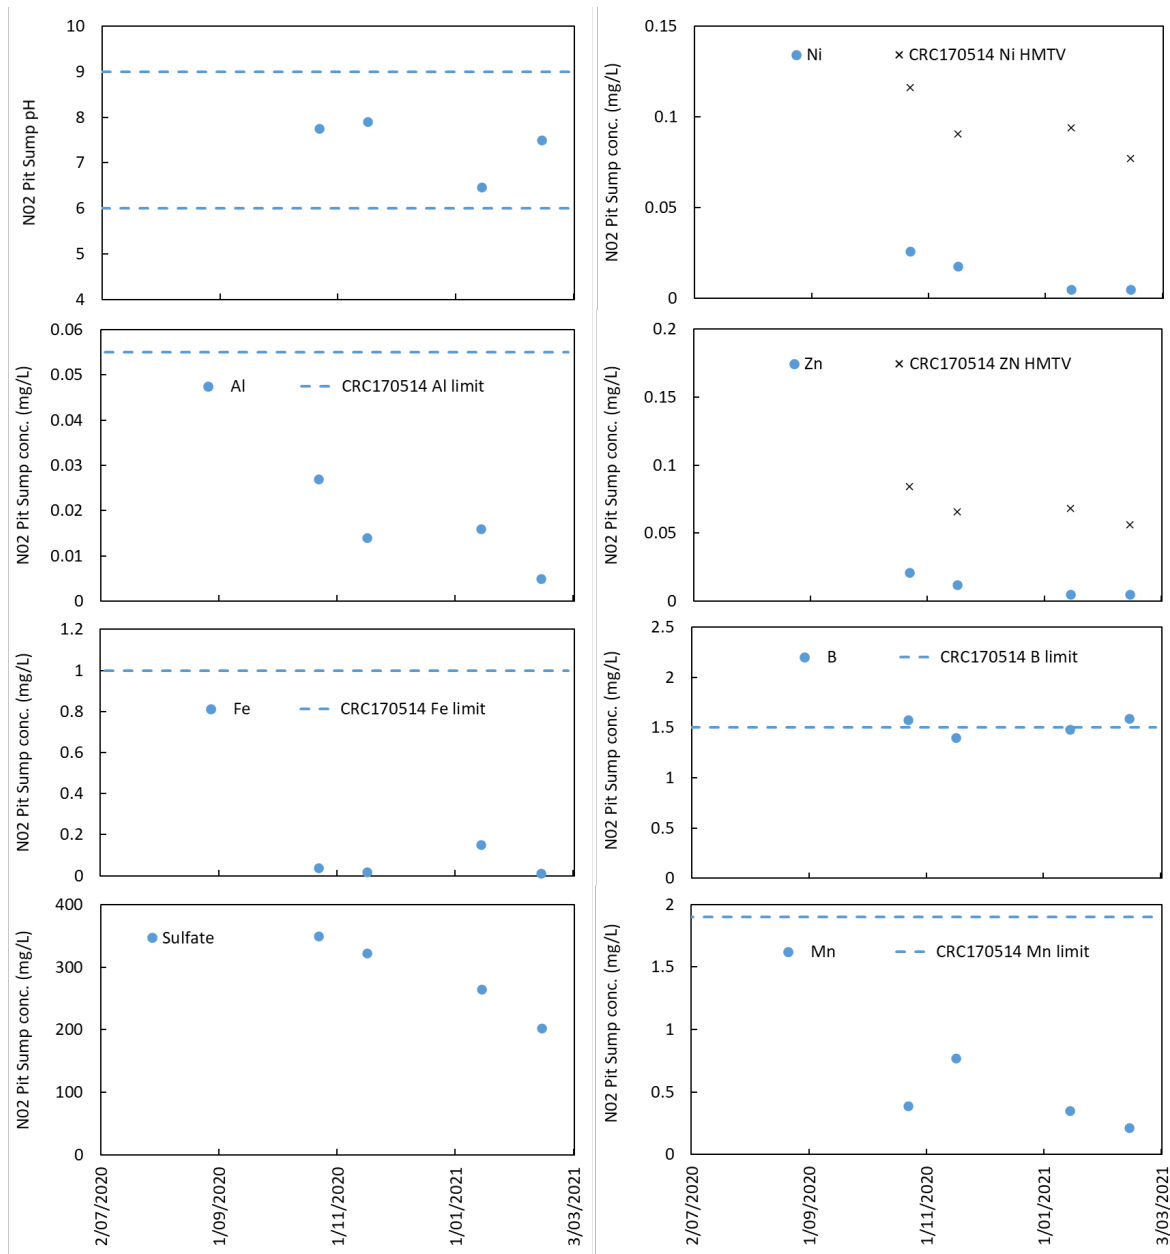 N02 Pit Sump pH
10
9
8
7
6
5
4
N02 Pit Sump conc. (mg/L)
0.15
0.1
0.05
0
Ni
CRC170514 Ni HMTV
N02 Pit Sump conc. (mg/L)
0.06
0.05
0.04
0.03
0.02
0.01
0
Al
CRC170514 Al limit
N02 Pit Sump conc. (mg/L)
0.2
0.15
0.1
0.05
0
Zn
CRC170514 ZN HMTV
N02 Pit Sump conc. (mg/L)
1.2
1
0.8
0.6
0.4
0.2
0
Fe
CRC170514 Fe limit
N02 Pit Sump conc. (mg/L)
2.5
2
1.5
1
0.5
0
B
CRC170514 B limit
N02 Pit Sump conc. (mg/L)
400
300
200
100
0
Sulfate
2/07/2020
1/09/2020
1/11/2020
1/01/2021
3/03/2021
N02 Pit Sump conc. (mg/L)
2
1.5
1
0.5
0
Mn
CRC170514 Mn limit
2/07/2020
1/09/2020
1/11/2020
1/01/2021
3/03/2021